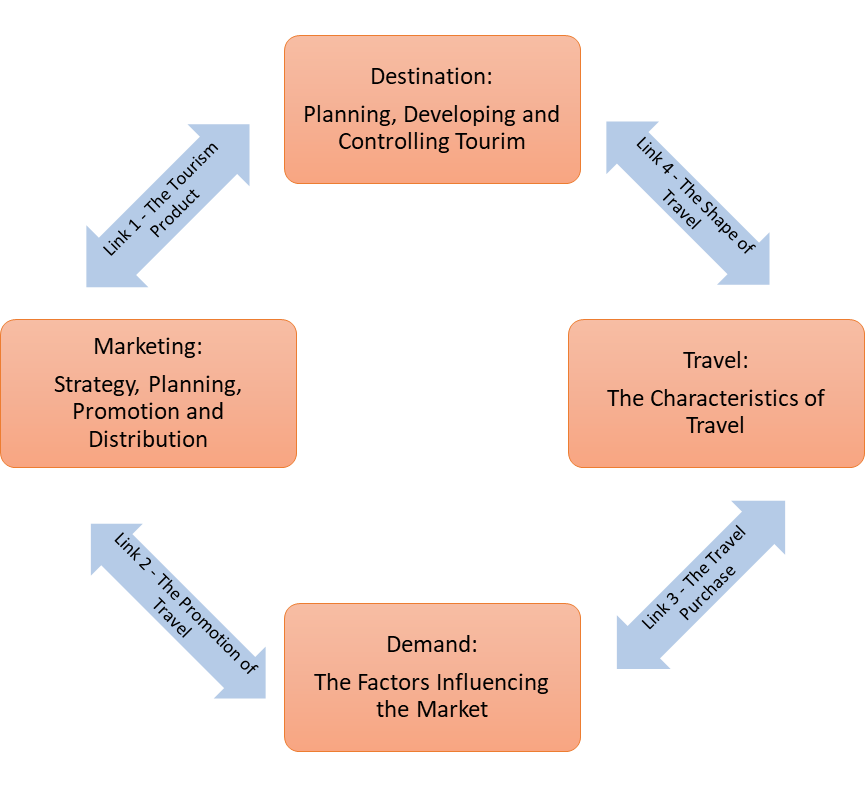 Destination:
Planning, Developing and
Controlling Tourim
Link 1 - The Tourism
Product
Link 4 - The Shape of
Travel
Marketing:
Strategy, Planning,
Promotion and
Distribution
Travel:
The Characteristics of
Travel
Link 2 - The Promotion of
Travel
Link 3 - The Travel
Purchase
Demand:
The Factors Influencing
the Market